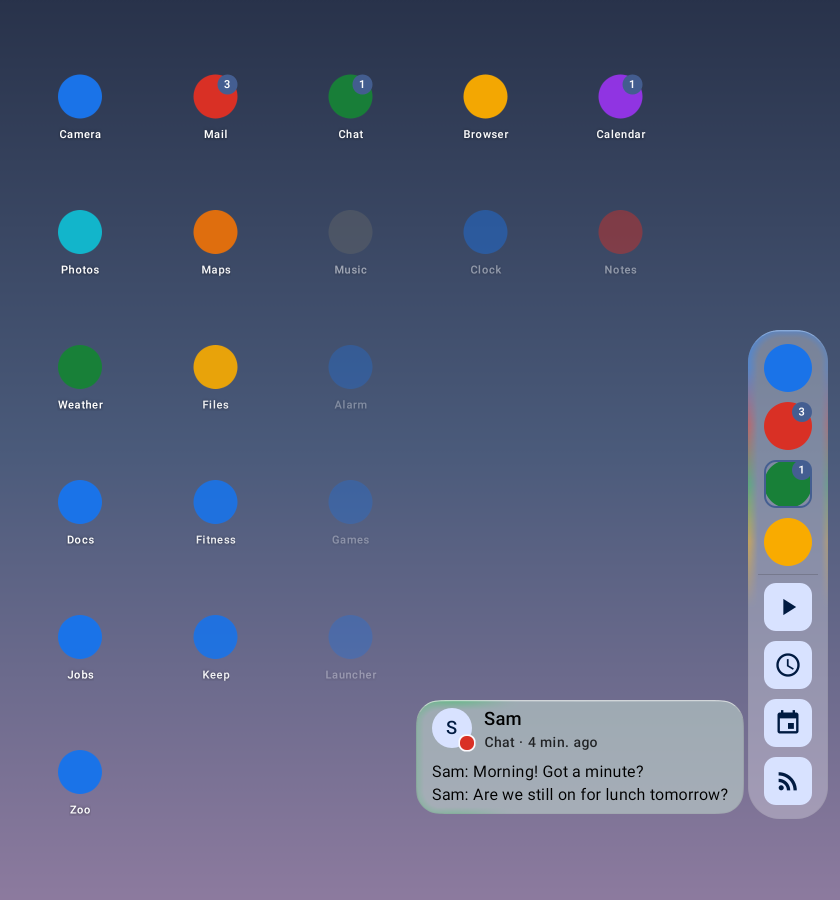 3
1
1
Camera
Mail
Chat
Browser
Calendar
Photos
Maps
Music
Clock
Notes
Weather
Files
Alarm
3
1
Docs
Fitness
Games
Jobs
Keep
Launcher
S
Sam
Chat · 4 min. ago
Sam: Morning! Got a minute?
Sam: Are we still on for lunch tomorrow?
Zoo